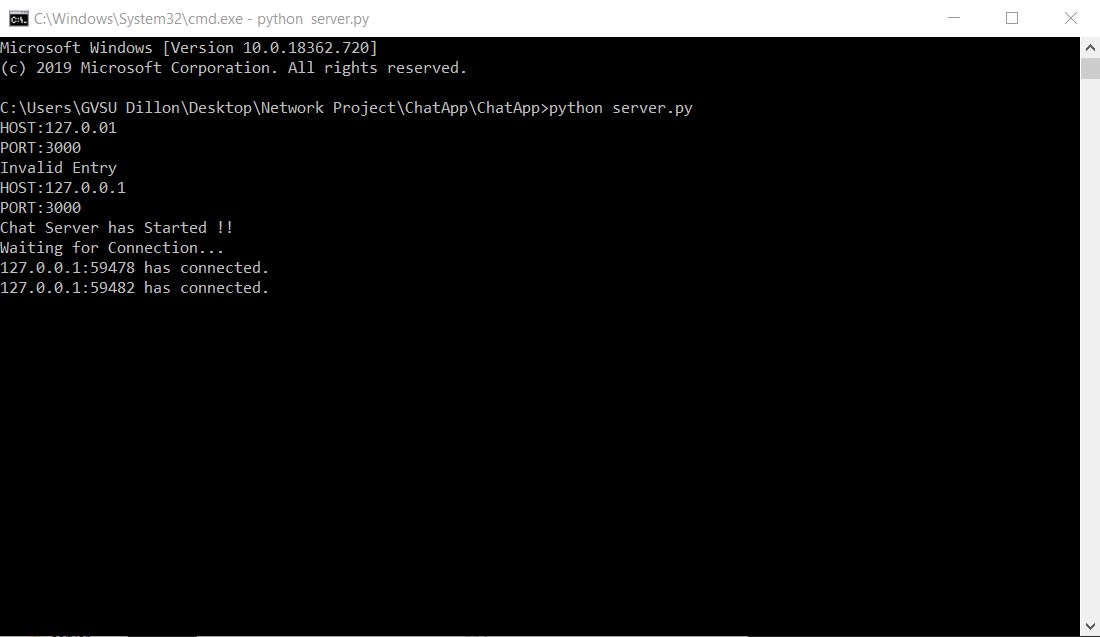 C:\Windows\System32\cmd.exe - python  server.py
Microsoft Windows [Version 10.0.18362.720]
(c) 2019 Microsoft Corporation. All rights reserved.
C:\Users\GVSU Dillon\Desktop\Network Project\ChatApp\ChatApp>python server.py
HOST:127.0.01
PORT:3000
Invalid Entry
HOST:127.0.0.1
PORT:3000
Chat Server has Started !!
Waiting for Connection...
127.0.0.1:59478 has connected.
127.0.0.1:59482 has connected.